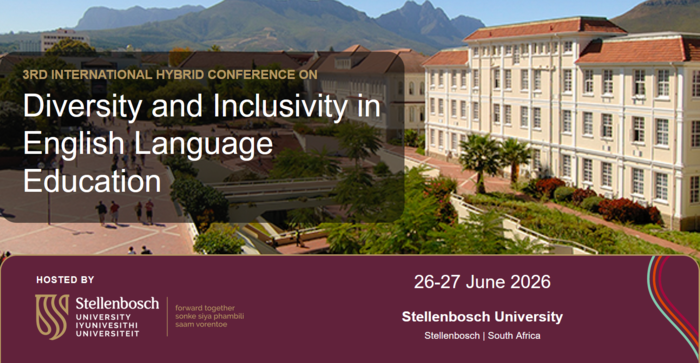 3RD INTERNATIONAL HYBRID CONFERENCE ON
Diversity and Inclusivity in
English Language
Education
HOSTED BY
Stellenbosch
UNIVERSITY
IYUNIVESITHI
UNIVERSITEIT
forward together
sonke siya phambili
saam vorentoe
26-27 June 2026
Stellenbosch University
Stellenbosch | South Africa